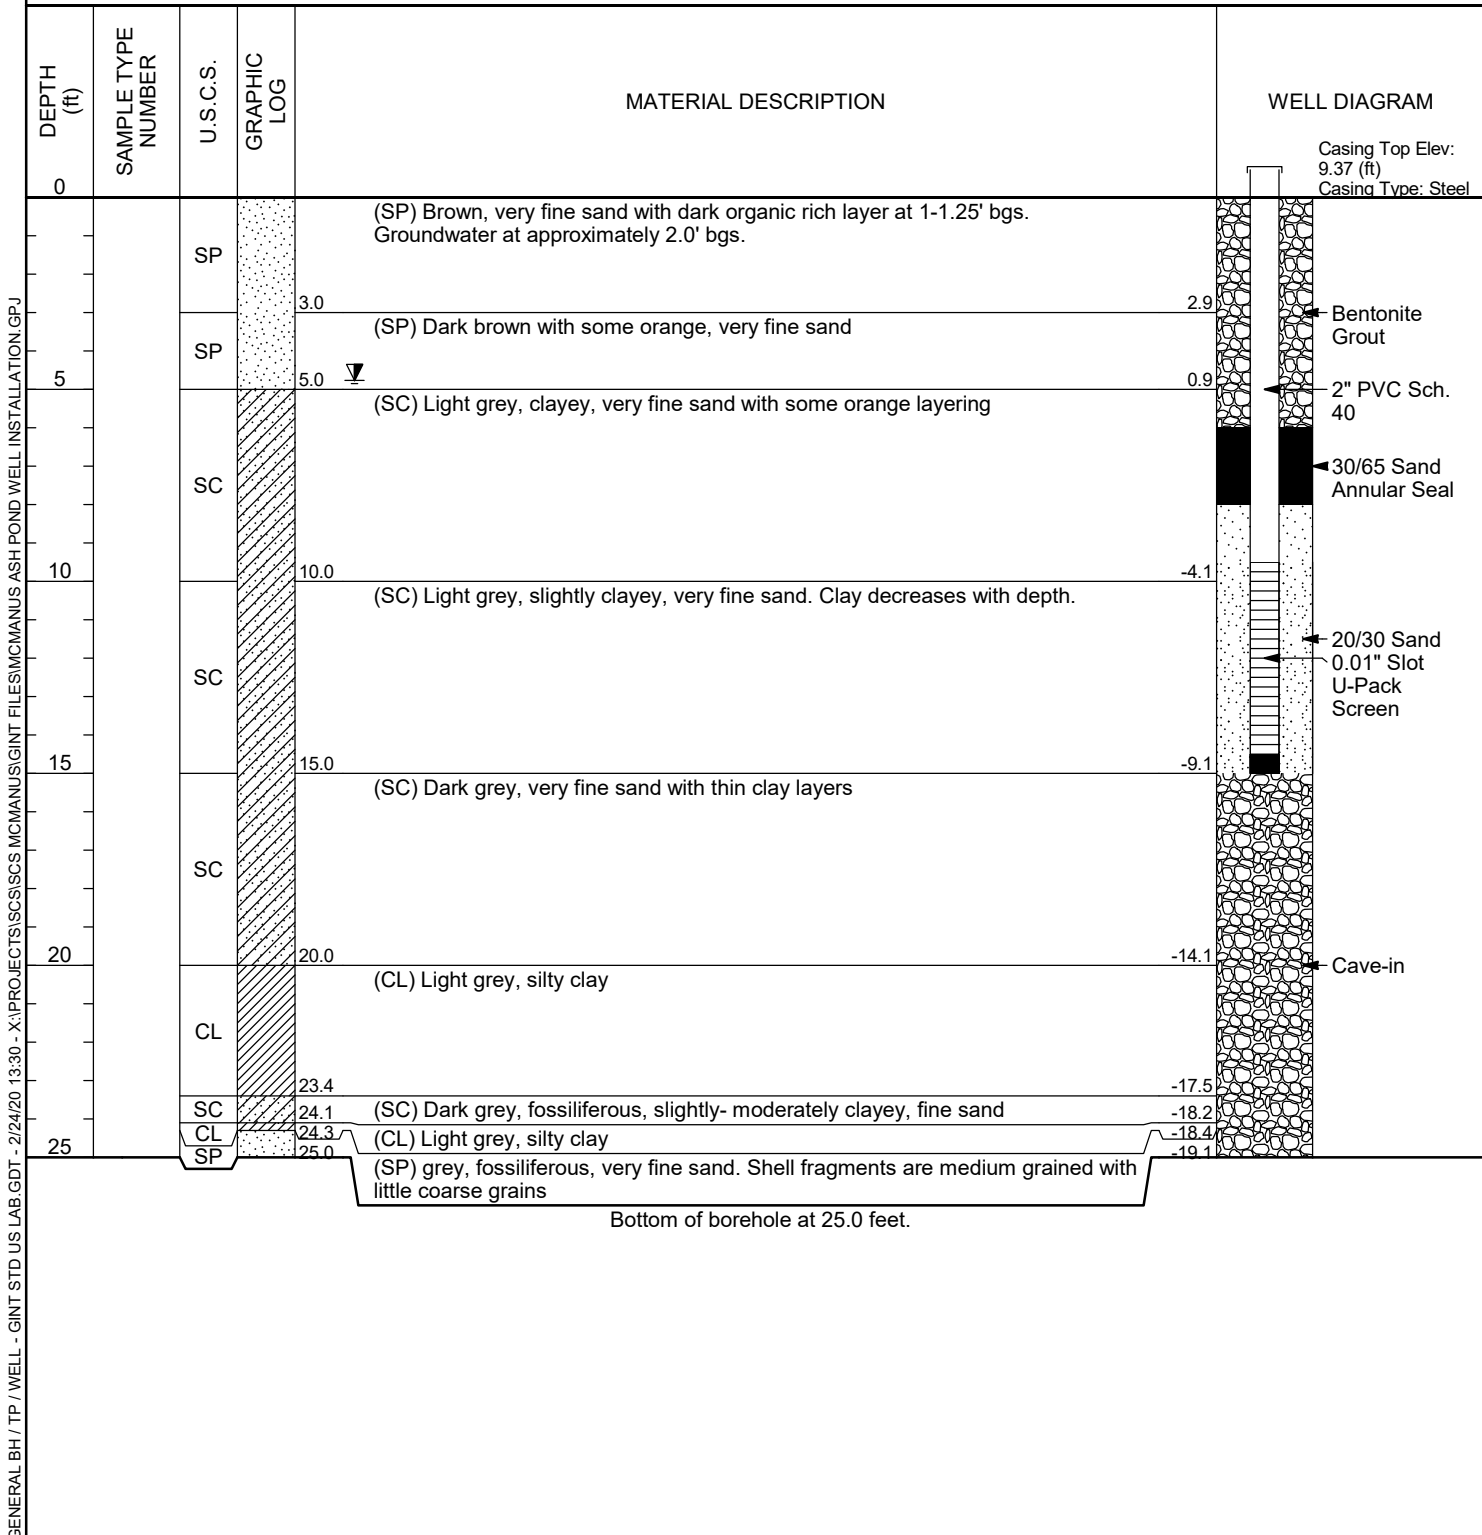 DEPTH
(ft)
SAMPLE TYPE
NUMBER
U.S.C.S.
GRAPHIC
LOG
MATERIAL DESCRIPTION
WELL DIAGRAM
Casing Top Elev:
9.37 (ft)
Casing Type: Steel
0
(SP) Brown, very fine sand with dark organic rich layer at 1-1.25' bgs.
Groundwater at approximately 2.0' bgs.
SP
3.0
2.9
Bentonite
Grout
(SP) Dark brown with some orange, very fine sand
SP
5
5.0
0.9
2" PVC Sch.
40
(SC) Light grey, clayey, very fine sand with some orange layering
30/65 Sand
Annular Seal
SC
10
10.0
-4.1
(SC) Light grey, slightly clayey, very fine sand. Clay decreases with depth.
20/30 Sand
0.01" Slot
U-Pack
Screen
SC
15
15.0
-9.1
(SC) Dark grey, very fine sand with thin clay layers
SC
20
20.0
-14.1
Cave-in
(CL) Light grey, silty clay
CL
23.4
-17.5
SC
24.1
(SC) Dark grey, fossiliferous, slightly- moderately clayey, fine sand
-18.2
CL
24.3
(CL) Light grey, silty clay
-18.4
25
SP
25.0
-19.1
(SP) grey, fossiliferous, very fine sand. Shell fragments are medium grained with
little coarse grains
Bottom of borehole at 25.0 feet.
GENERAL BH / TP / WELL - GINT STD US LAB.GDT - 2/24/20 13:30 - X:\PROJECTS\SCS\SCS MCMANUS\GINT FILES\MCMANUS ASH POND WELL INSTALLATION.GPJ